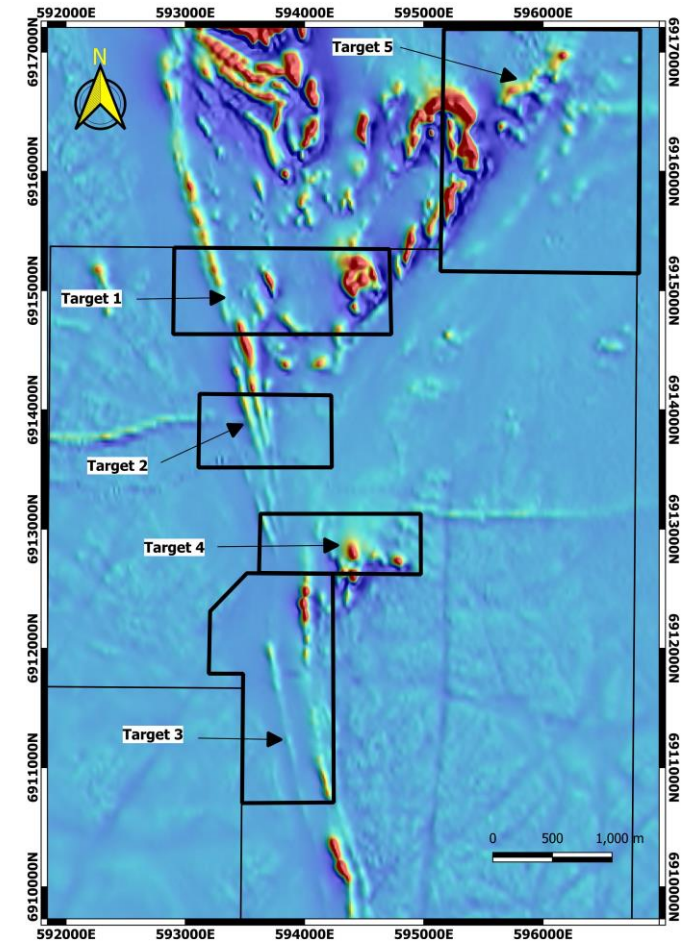 592000E 593000E 594000E 595000E 596000E
6917000N
6916000N
6915000N
6914000N
6913000N
6912000N
6911000N
6910000N
N
Target 5
Target 1
Target 2
Target 4
Target 3
0 500 1,000 m
6917000N
6916000N
6915000N
6914000N
6913000N
6912000N
6911000N
6910000N
592000E 593000E 594000E 595000E 596000E